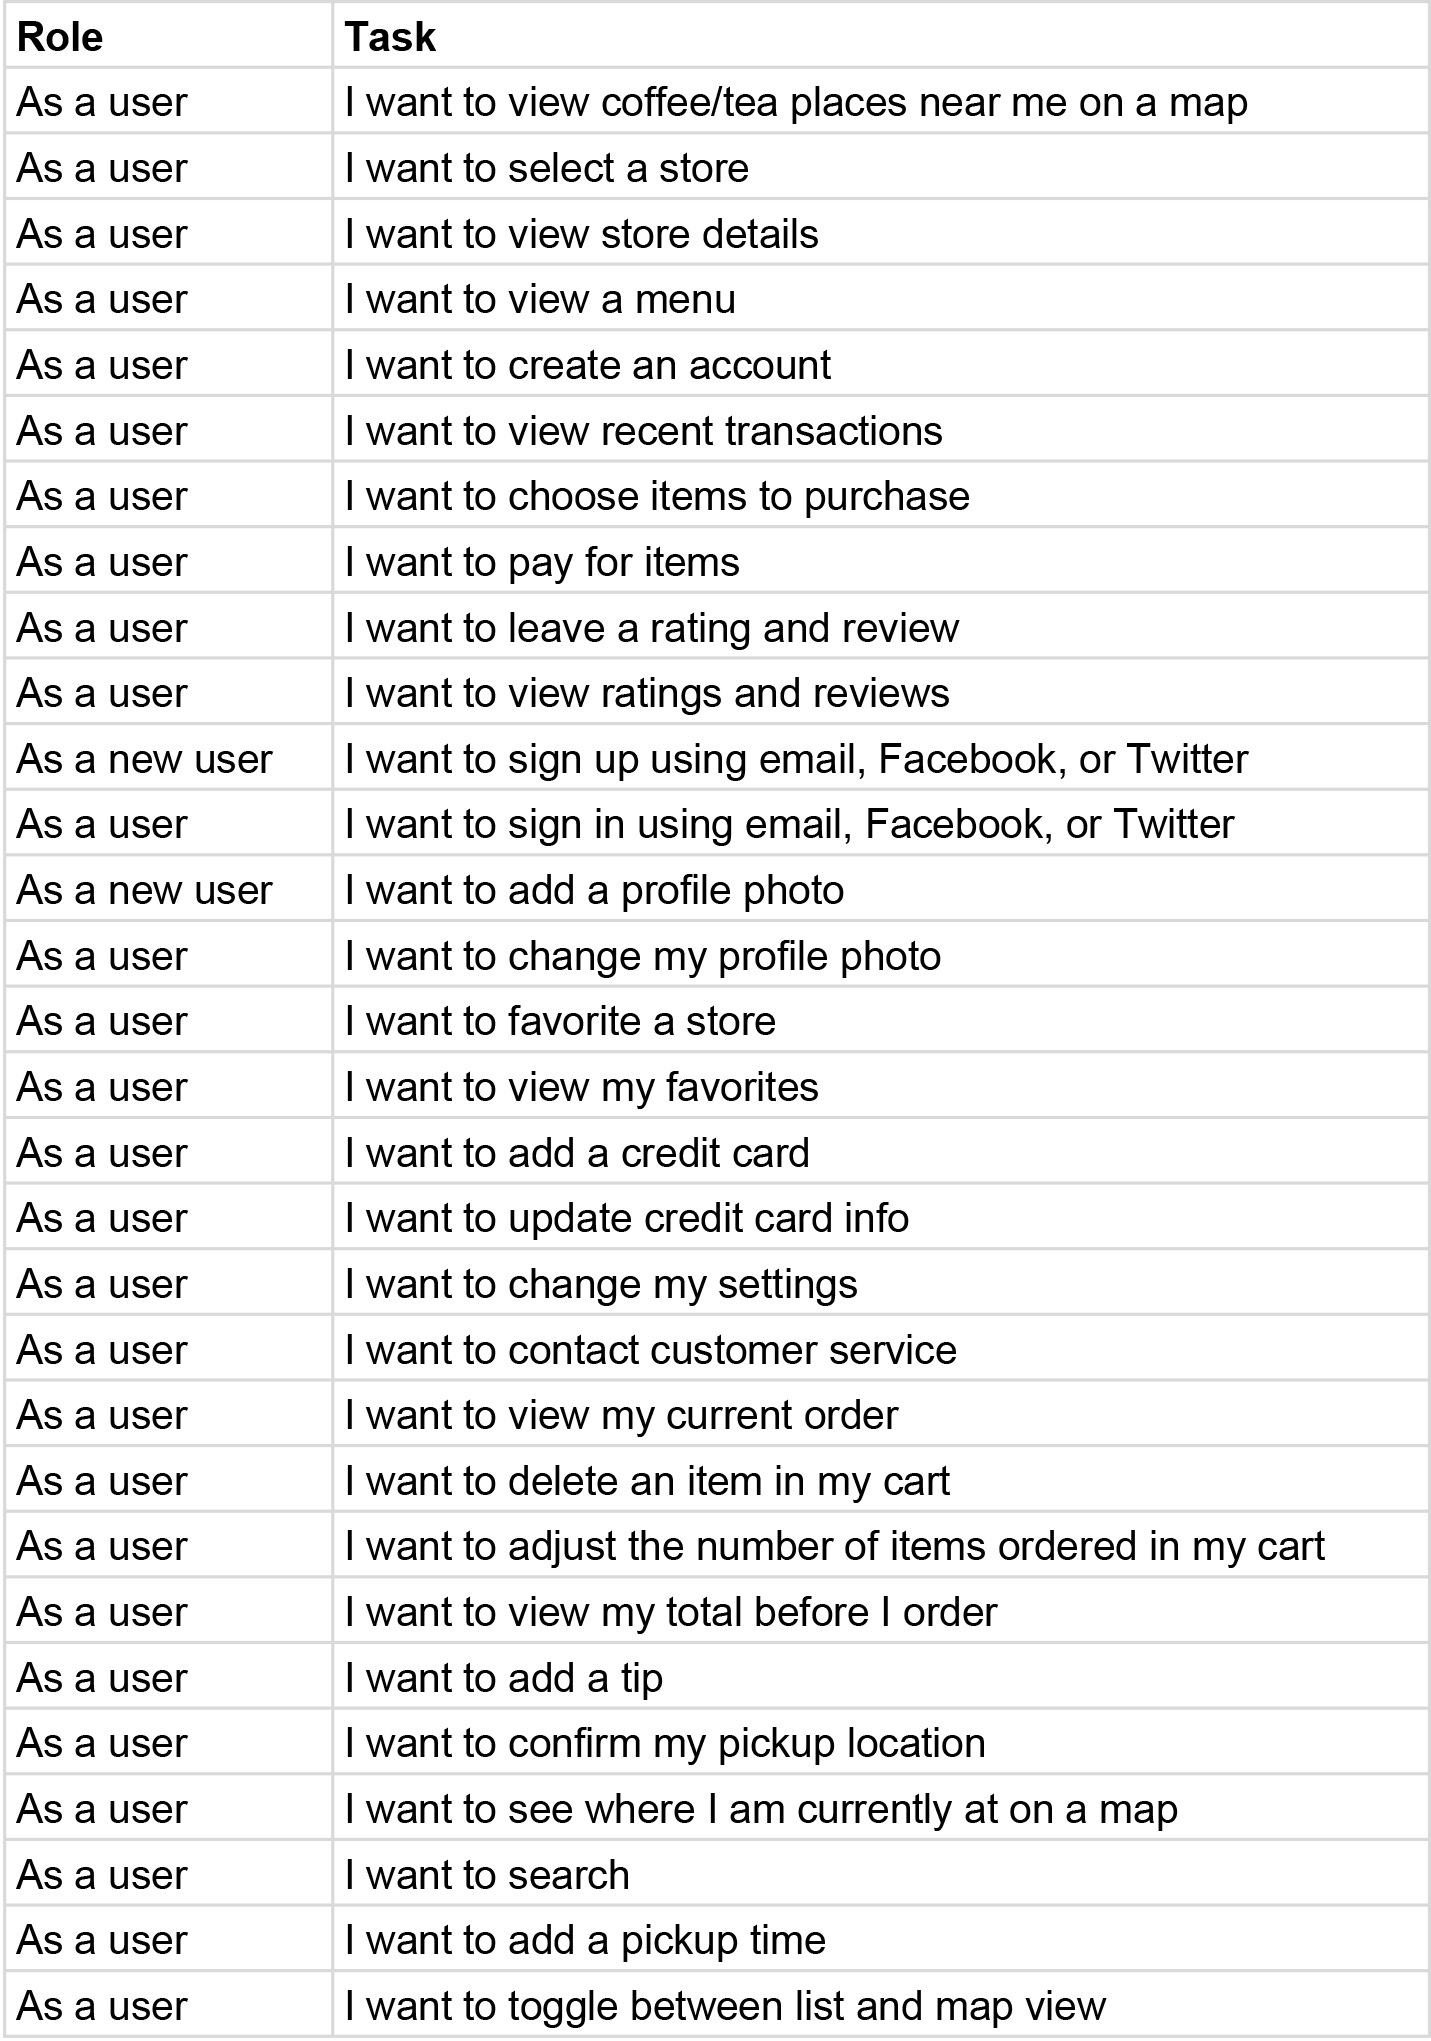 Role Task
As a user I want to view coffee/tea places near me on a map
As a user I want to select a store
As a user I want to view store details
As a user I want to view a menu
As a user I want to create an account
As a user I want to view recent transactions
As a user I want to choose items to purchase
As a user I want to pay for items
As a user I want to leave a rating and review
As a user I want to view ratings and reviews
As a new user I want to sign up using email, Facebook, or Twitter
As a user I want to sign in using email, Facebook, or Twitter
As a new user I want to add a profile photo
As a user I want to change my profile photo
As a user I want to favorite a store
As a user I want to view my favorites
As a user I want to add a credit card
As a user I want to update credit card info
As a user I want to change my settings
As a user I want to contact customer service
As a user I want to view my current order
As a user I want to delete an item in my cart
As a user I want to adjust the number of items ordered in my cart
As a user I want to view my total before I order
As a user I want to add a tip
As a user I want to confirm my pickup location
As a user I want to see where I am currently at on a map
As a user I want to search
As a user I want to add a pickup time
As a user I want to toggle between list and map view